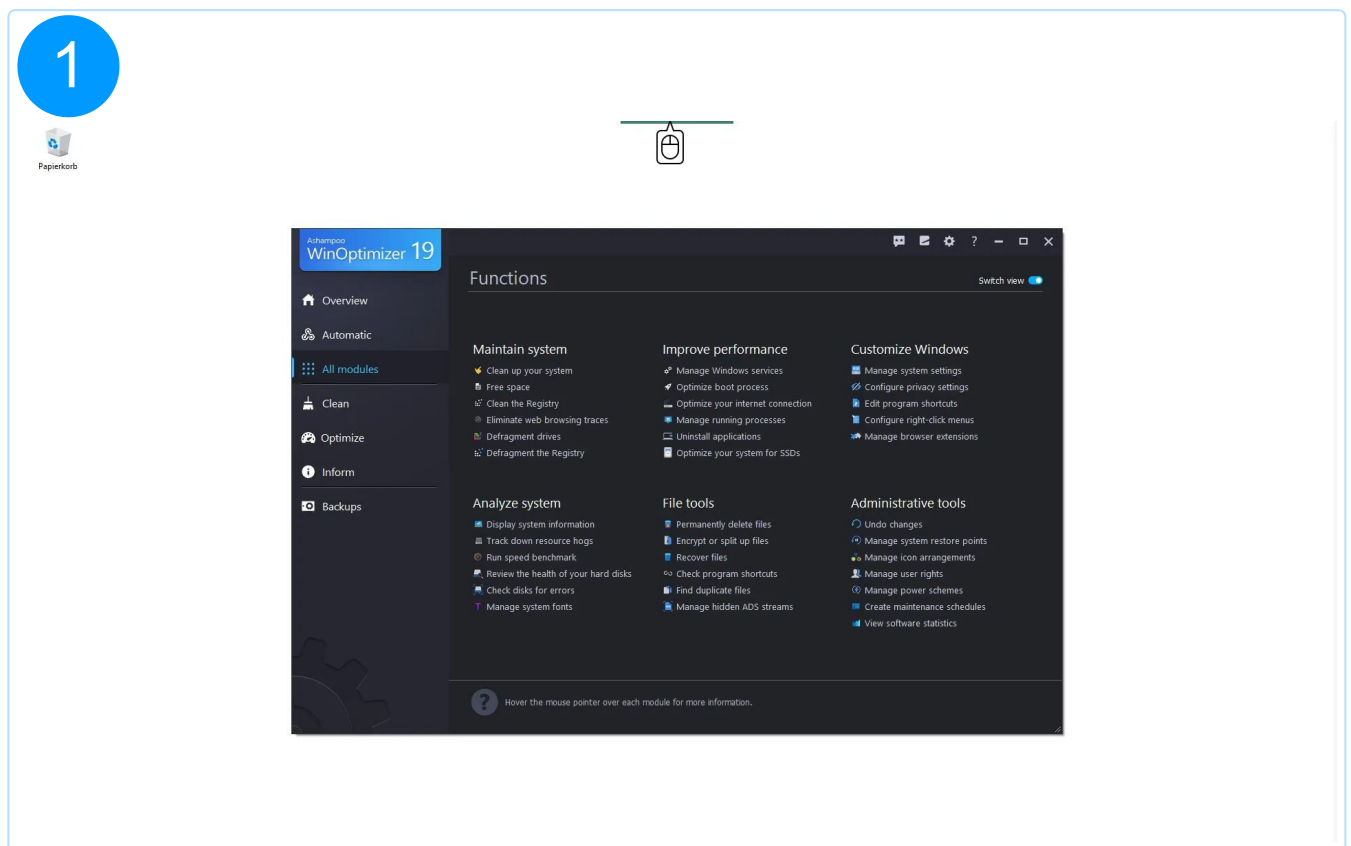 1
Papierkorb
Ashampoo
WinOptimizer 19
?
Functions
Switch view
Overview
Automatic
All modules
Clean
Optimize
Inform
Backups
Maintain system
Clean up your system
Free space
Clean the Registry
Eliminate web browsing traces
Defragment drives
Defragment the Registry
Improve performance
Manage Windows services
Optimize boot process
Optimize your internet connection
Manage running processes
Uninstall applications
Optimize your system for SSDs
Customize Windows
Manage system settings
Configure privacy settings
Edit program shortcuts
Configure right-click menus
Manage browser extensions
Analyze system
Display system information
Track down resource hogs
Run speed benchmark
Review the health of your hard disks
Check disks for errors
Manage system fonts
File tools
Permanently delete files
Encrypt or split up files
Recover files
Check program shortcuts
Find duplicate files
Manage hidden ADS streams
Administrative tools
Undo changes
Manage system restore points
Manage icon arrangements
Manage user rights
Manage power schemes
Create maintenance schedules
View software statistics
? Hover the mouse pointer over each module for more information.